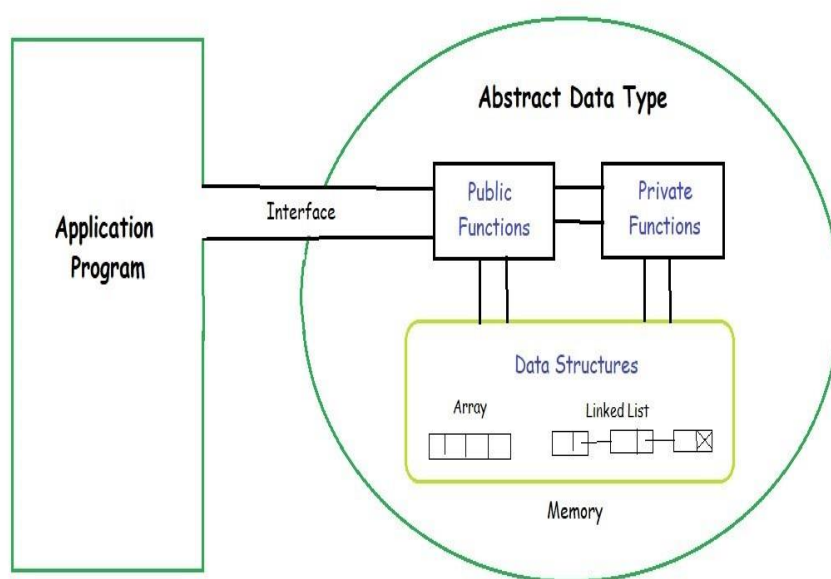 Abstract Data Type
Application
Program
Interface
Public
Functions
Private
Functions
Data Structures
Array
Linked List
Memory